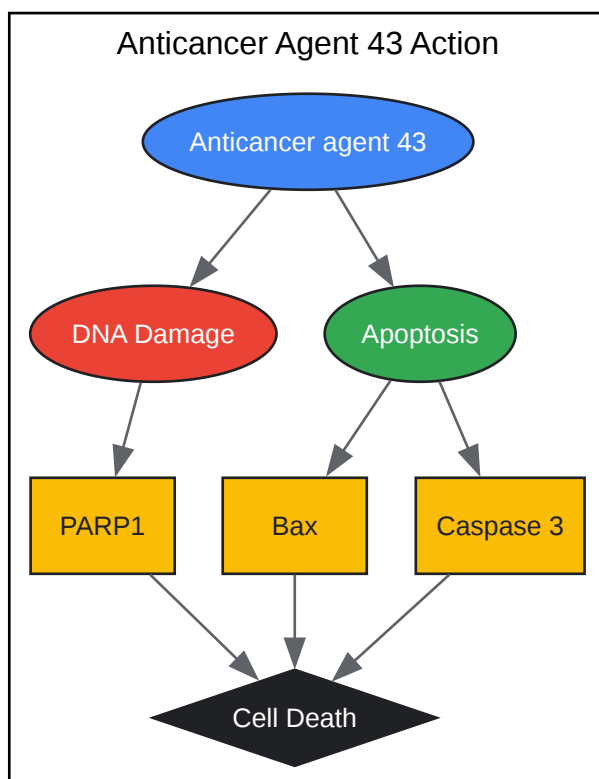 Anticancer Agent 43 Action
Anticancer agent 43
DNA Damage
Apoptosis
PARP1
Bax
Caspase 3
Cell Death